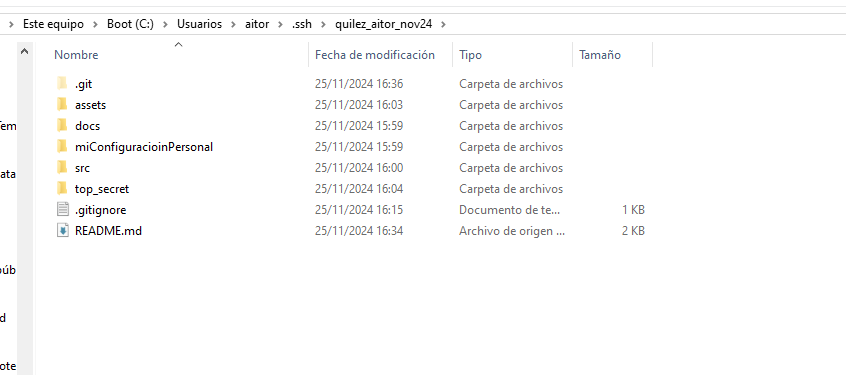 Este equipo > Boot (C:) > Usuarios > aitor > .ssh > quilez_aitor_nov24 >
Nombre Fecha de modificación Tipo Tamaño
.git 25/11/2024 16:36 Carpeta de archivos
assets 25/11/2024 16:03 Carpeta de archivos
docs 25/11/2024 15:59 Carpeta de archivos
miConfiguracioinPersonal 25/11/2024 15:59 Carpeta de archivos
src 25/11/2024 16:00 Carpeta de archivos
top_secret 25/11/2024 16:04 Carpeta de archivos
.gitignore 25/11/2024 16:15 Documento de te... 1 KB
README.md 25/11/2024 16:34 Archivo de origen ... 2 KB